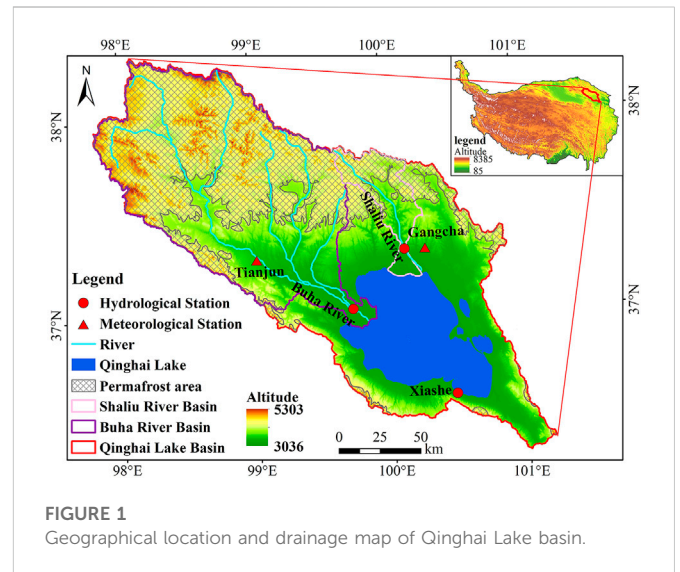 98°E
99°E
100°E
101°E
N
38°N
38°N
legend
Altitude
8385
85
Shaliu River
Gangcha
Tianjun
Buha River
37°N
37°N
Xiashe
Legend
Hydrological Station
Meteorological Station
River
Qinghai Lake
Permafrost area
Shaliu River Basin
Buha River Basin
Qinghai Lake Basin
Altitude
5303
3036
0 25 50
km
98°E
99°E
100°E
101°E
FIGURE 1
Geographical location and drainage map of Qinghai Lake basin.